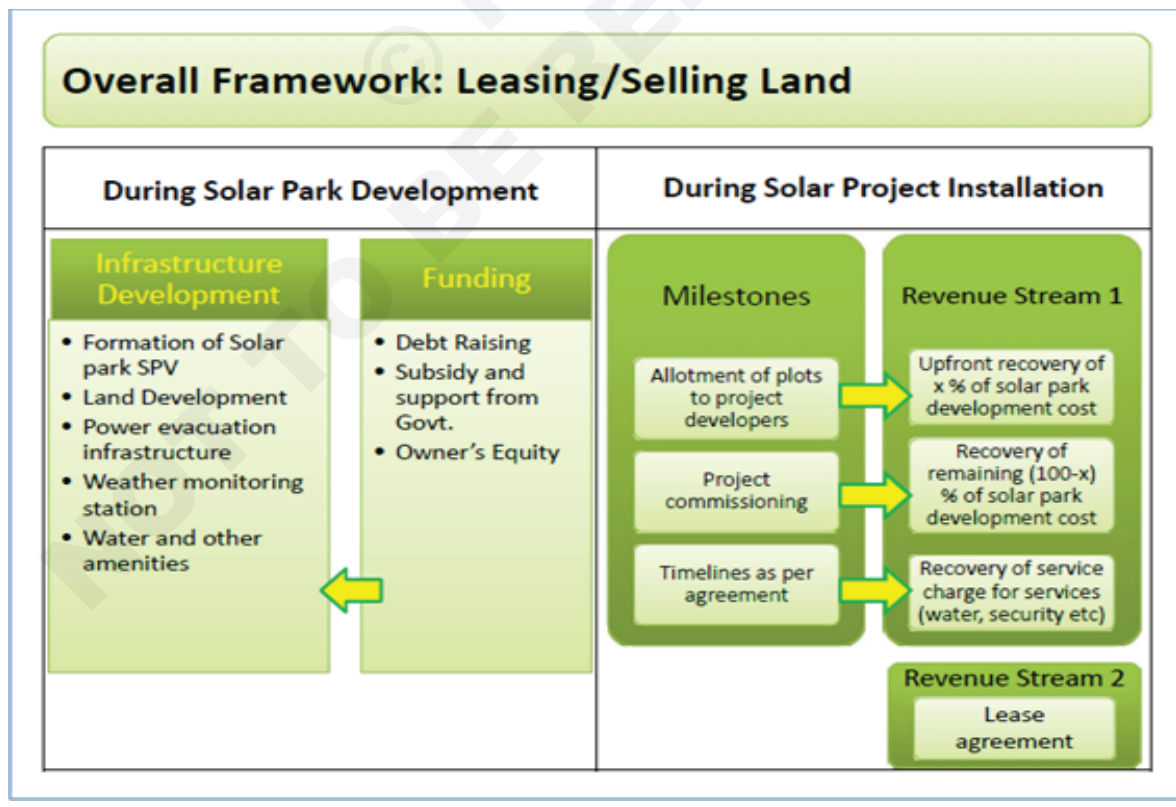 Overall Framework: Leasing/Selling Land
During Solar Park Development
During Solar Project Installation
Infrastructure
Development
• Formation of Solar
park SPV
• Land Development
• Power evacuation
infrastructure
• Weather monitoring
station
• Water and other
amenities
Funding
• Debt Raising
• Subsidy and
support from
Govt.
• Owner's Equity
Milestones
Allotment of plots
to project
developers
Project
commissioning
Timelines as per
agreement
Revenue Stream 1
Upfront recovery of
x % of solar park
development cost
Recovery of
remaining (100-x)
% of solar park
development cost
Recovery of service
charge for services
(water, security etc)
Revenue Stream 2
Lease
agreement
©
NOT TO BE RE